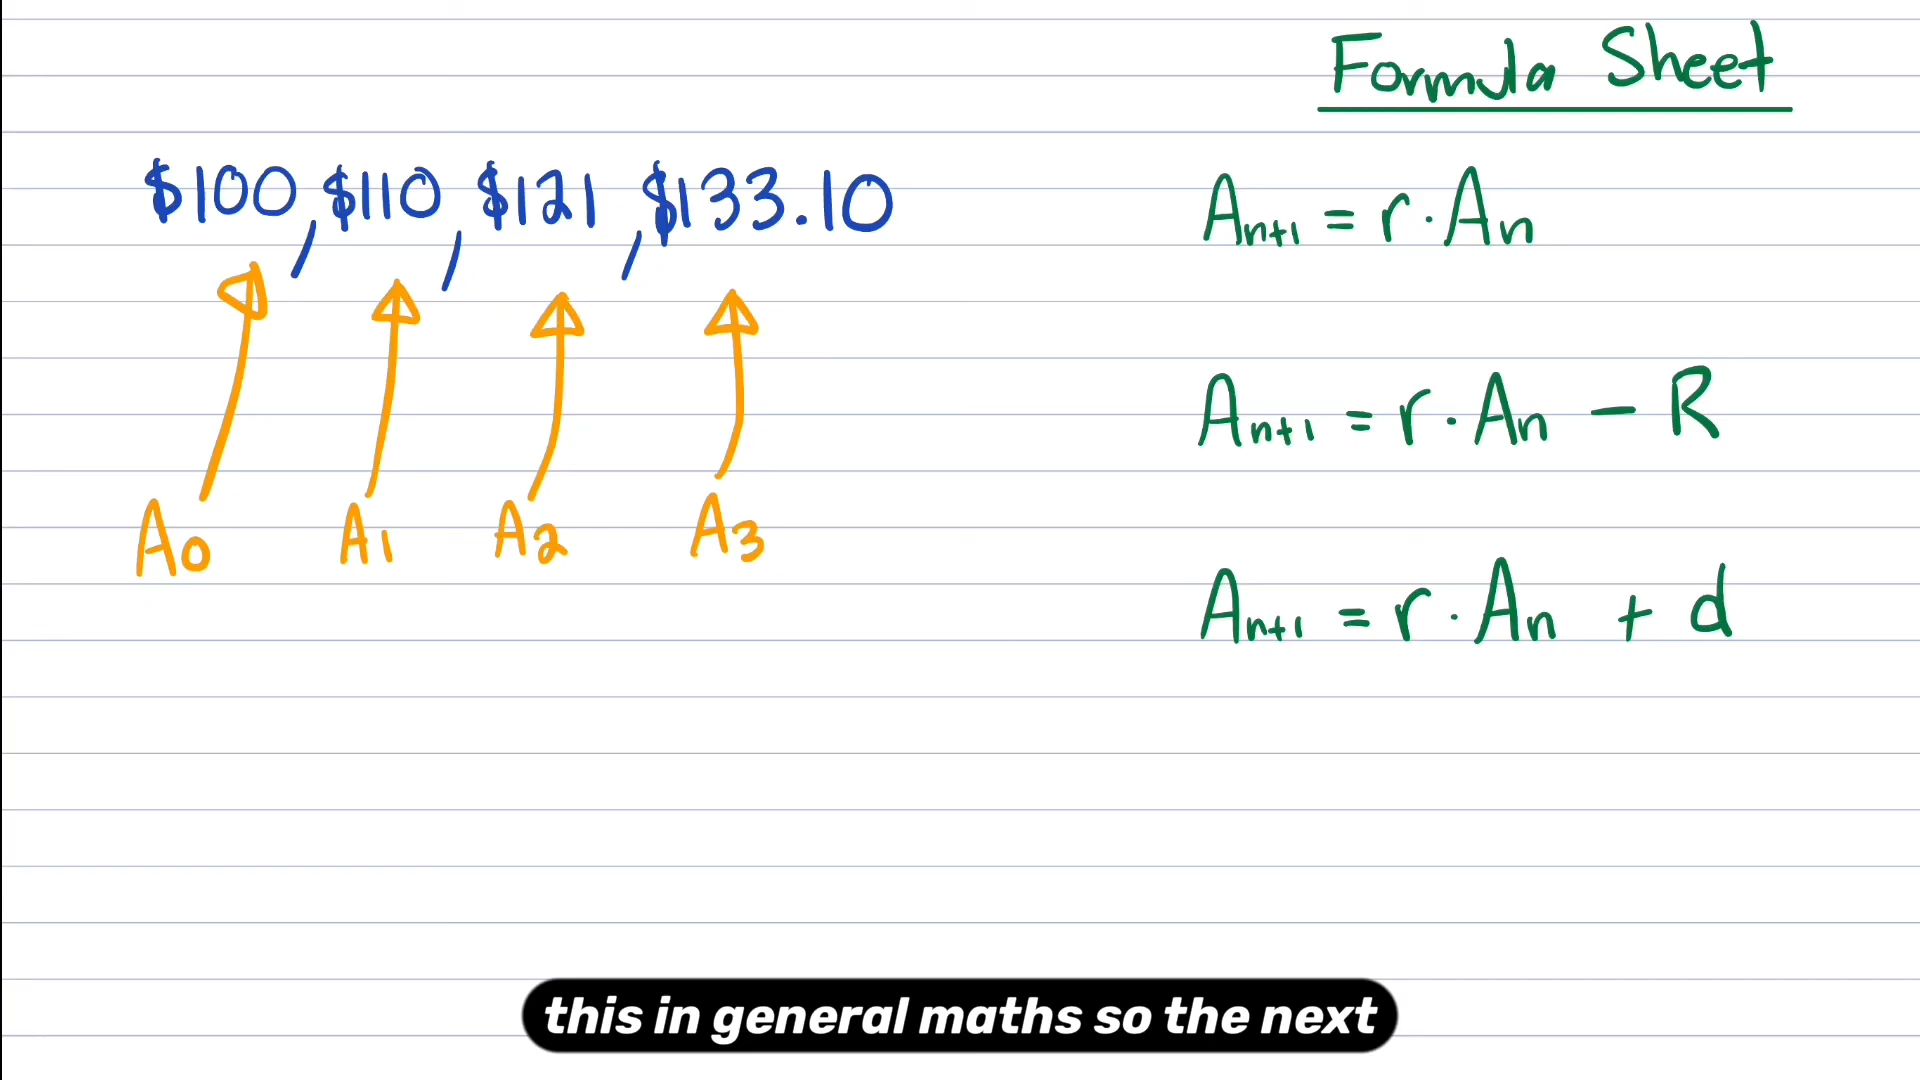 Formula Sheet
$100, $110, $121, $133.10
Aₙ₊₁ = r · Aₙ
Aₙ₊₁ = r · Aₙ − R
A₀ A₁ A₂ A₃
Aₙ₊₁ = r · Aₙ + d
this in general maths so the next